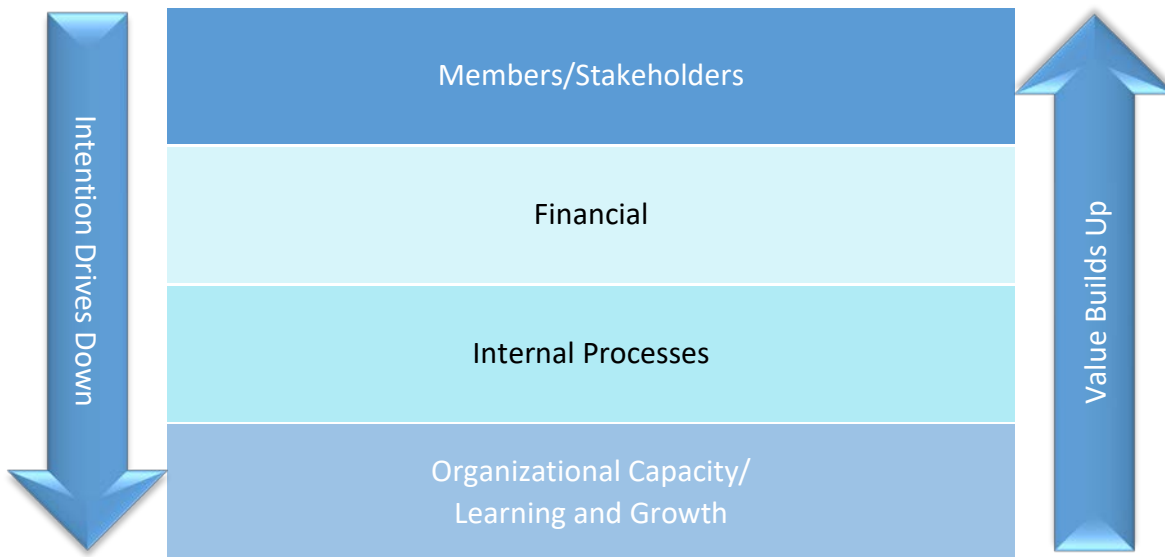 Intention Drives Down
Members/Stakeholders
Financial
Internal Processes
Organizational Capacity/
Learning and Growth
Value Builds Up